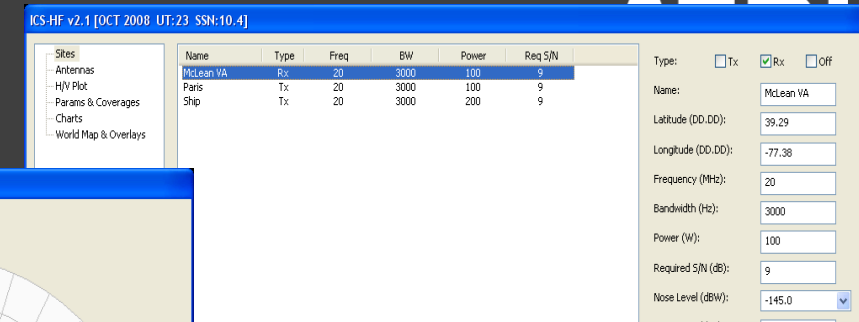 ICS-HF v2.1 [OCT 2008 UT:23 SSN:10.4]
Sites
Antennas
H/V Plot
Params & Coverages
Charts
World Map & Overlays
Name Type Freq BW Power Req S/N
McLean VA Rx 20 3000 100 9
Paris Tx 20 3000 100 9
Ship Tx 20 3000 200 9
Type: Tx Rx Off
Name: McLean VA
Latitude (DD.DD): 39.29
Longitude (DD.DD): -77.38
Frequency (MHz): 20
Bandwidth (Hz): 3000
Power (W): 100
Required S/N (dB): 9
Nose Level (dBW): -145.0